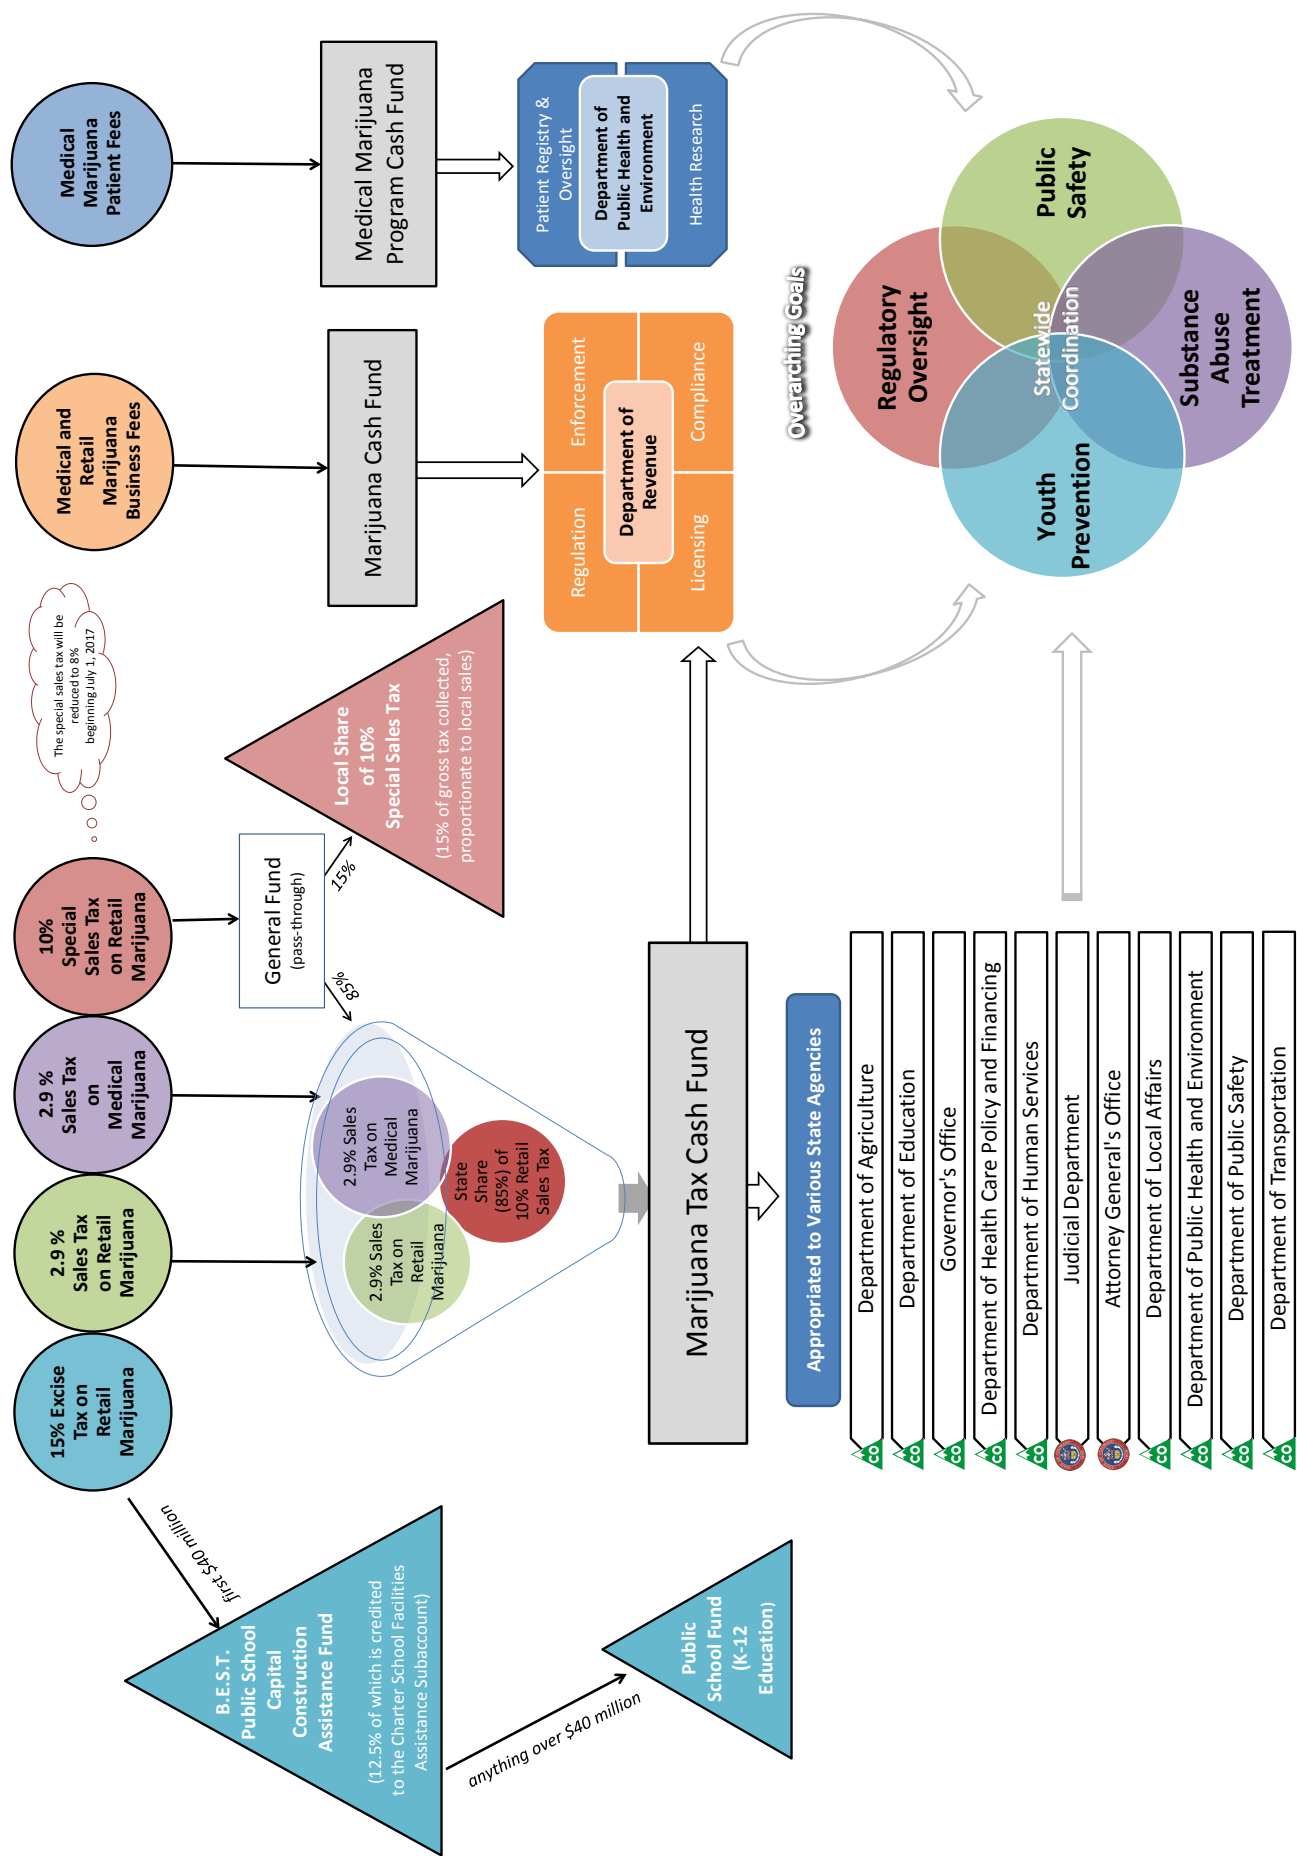 15% Excise
Tax on
Retail
Marijuana
2.9 %
Sales Tax
on Retail
Marijuana
2.9 %
Sales Tax
on
Medical
Marijuana
10%
Special
Sales Tax
on Retail
Marijuana
The special sales tax will be
reduced to 8%
beginning July 1, 2017
Medical and
Retail
Marijuana
Business Fees
Medical
Marijuana
Patient Fees
first $40 million
B.E.S.T.
Public School
Capital
Construction
Assistance Fund
(12.5% of which is credited
to the Charter School Facilities
Assistance Subaccount)
anything over $40 million
Public
School Fund
(K-12
Education)
General Fund
(pass-through)
85%
15%
Local Share
of 10%
Special Sales Tax
(15% of gross tax collected,
proportionate to local sales)
2.9% Sales
Tax on
Retail
Marijuana
2.9% Sales
Tax on
Medical
Marijuana
State
Share
(85%) of
10% Retail
Sales Tax
Marijuana Cash Fund
Medical Marijuana
Program Cash Fund
Regulation
Enforcement
Department of
Revenue
Licensing
Compliance
Patient Registry &
Oversight
Department of
Public Health and
Environment
Health Research
Marijuana Tax Cash Fund
Appropriated to Various State Agencies
CO
Department of Agriculture
CO
Department of Education
CO
Governor's Office
CO
Department of Health Care Policy and Financing
CO
Department of Human Services
Judicial Department
Attorney General's Office
CO
Department of Local Affairs
CO
Department of Public Health and Environment
CO
Department of Public Safety
CO
Department of Transportation
Overarching Goals
Regulatory
Oversight
Youth
Prevention
Statewide
Coordination
Public
Safety
Substance
Abuse
Treatment